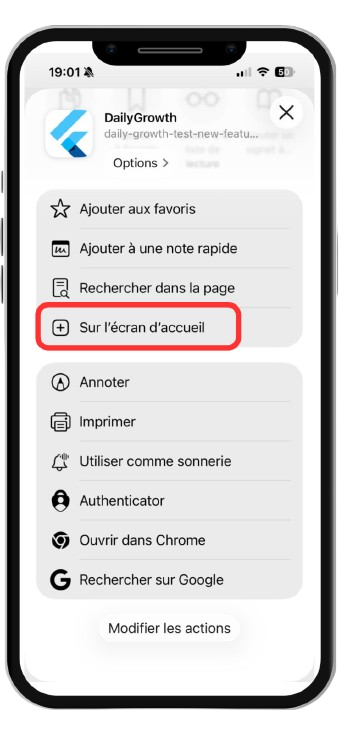 19:01
50
DailyGrowth
daily-growth-test-new-featu...
Options >
lecture
Ajouter aux favoris
Ajouter à une note rapide
Rechercher dans la page
Sur l'écran d'accueil
Annoter
Imprimer
Utiliser comme sonnerie
Authenticator
Ouvrir dans Chrome
Rechercher sur Google
Modifier les actions